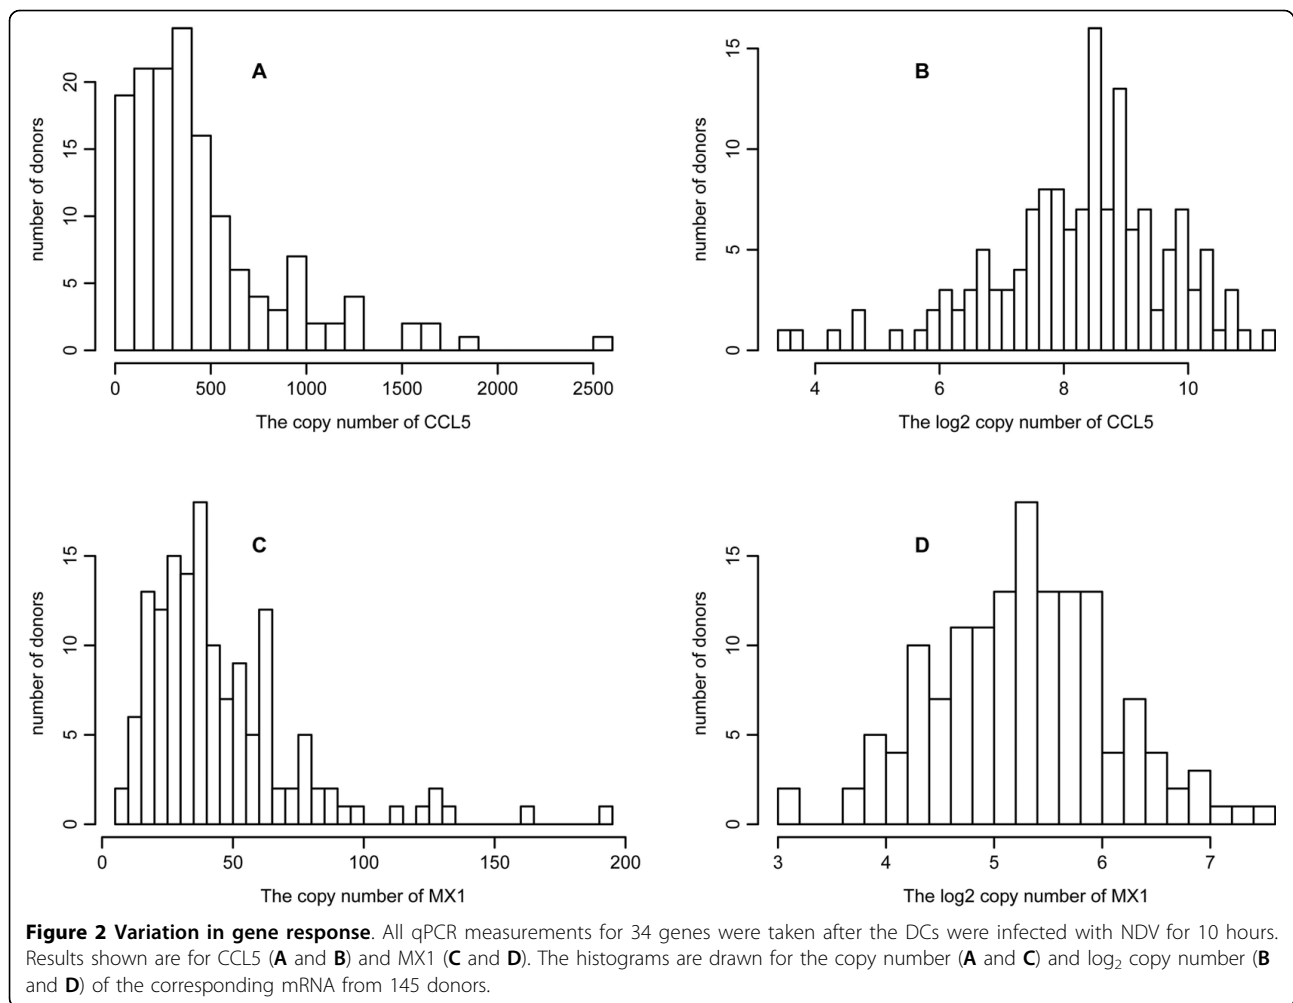 A
number of donors
0 5 10 15 20
0 500 1000 1500 2000 2500
The copy number of CCL5
B
number of donors
0 5 10 15
4 6 8 10
The log2 copy number of CCL5
C
number of donors
0 5 10 15
0 50 100 150 200
The copy number of MX1
D
number of donors
0 5 10 15
3 4 5 6 7
The log2 copy number of MX1
Figure 2 Variation in gene response. All qPCR measurements for 34 genes were taken after the DCs were infected with NDV for 10 hours.
Results shown are for CCL5 (A and B) and MX1 (C and D). The histograms are drawn for the copy number (A and C) and log₂ copy number (B
and D) of the corresponding mRNA from 145 donors.